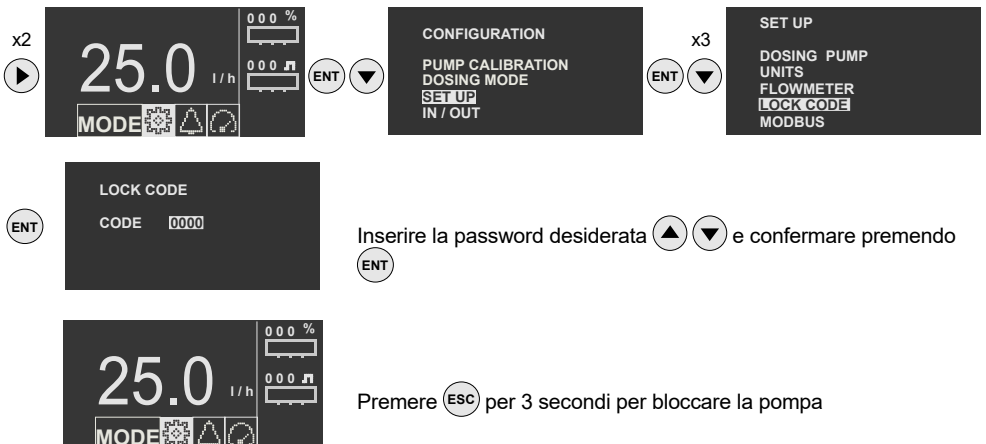 x2
25.0 l/h
000 %
000
MODE
ENT
CONFIGURATION
PUMP CALIBRATION
DOSING MODE
SET UP
IN / OUT
x3
ENT
SET UP
DOSING PUMP
UNITS
FLOWMETER
LOCK CODE
MODBUS
ENT
LOCK CODE
CODE 0000
Inserire la password desiderata e confermare premendo
ENT
25.0 l/h
000 %
000
MODE
Premere ESC per 3 secondi per bloccare la pompa